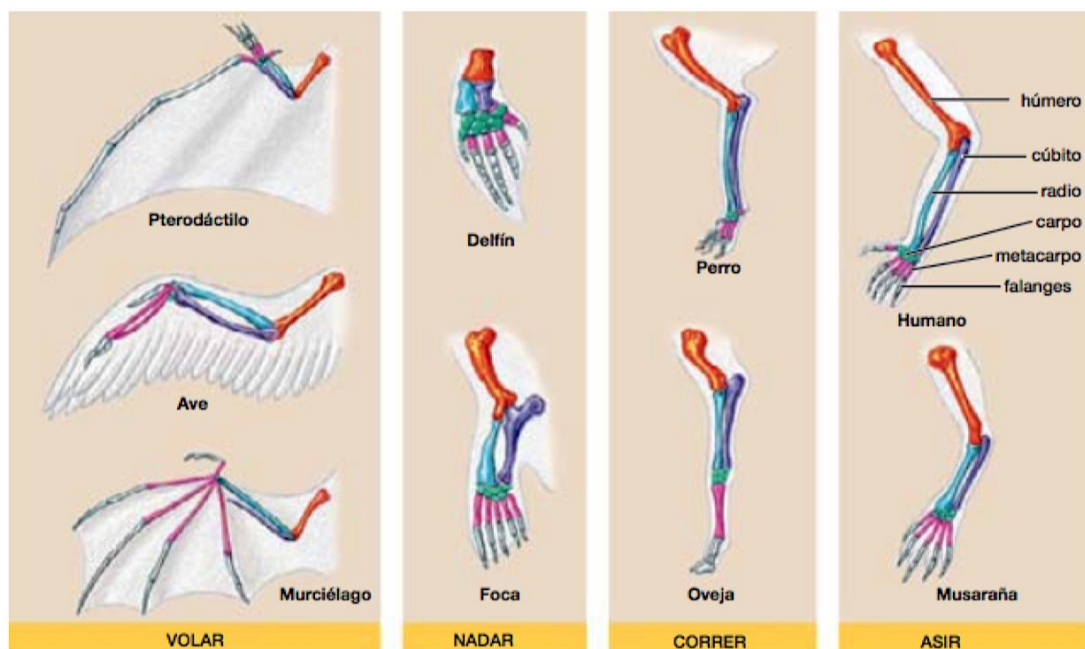 Pterodáctilo
Ave
Murciélago
VOLAR
Delfín
Foca
NADAR
Perro
Oveja
CORRER
húmero
cúbito
radio
carpo
metacarpo
falanges
Humano
Musaraña
ASIR